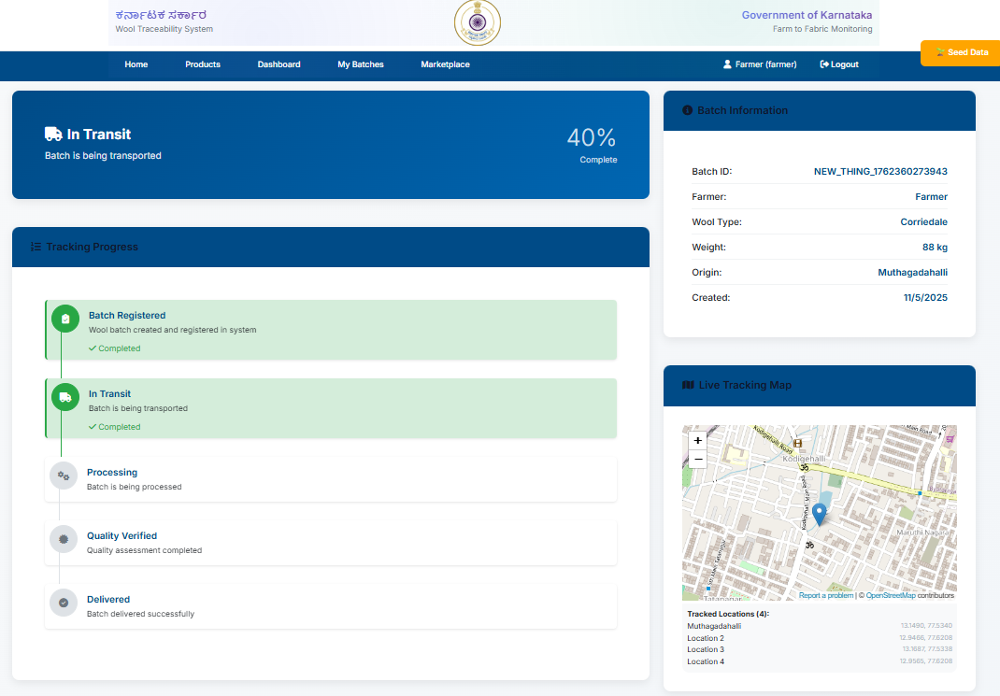 ಕರ್ನಾಟಕ ಸರ್ಕಾರ
Wool Traceability System
Government of Karnataka
Farm to Fabric Monitoring
Home
Products
Dashboard
My Batches
Marketplace
Farmer (farmer)
Logout
Seed Data
In Transit
Batch is being transported
40%
Complete
Tracking Progress
Batch Registered
Wool batch created and registered in system
Completed
In Transit
Batch is being transported
Completed
Processing
Batch is being processed
Quality Verified
Quality assessment completed
Delivered
Batch delivered successfully
Batch Information
Batch ID: NEW_THING_1762360273943
Farmer: Farmer
Wool Type: Corriedale
Weight: 88 kg
Origin: Muthagadahalli
Created: 11/5/2025
Live Tracking Map
+
−
Kodigehalli Road
Main Road
Kodigehalli
Kodigehalli Main Road
Maruthi Nagara
Tatanagar
Report a problem | © OpenStreetMap contributors
Tracked Locations (4):
Muthagadahalli 13.1490, 77.5340
Location 2 12.9466, 77.6208
Location 3 13.1687, 77.5338
Location 4 12.9565, 77.6208